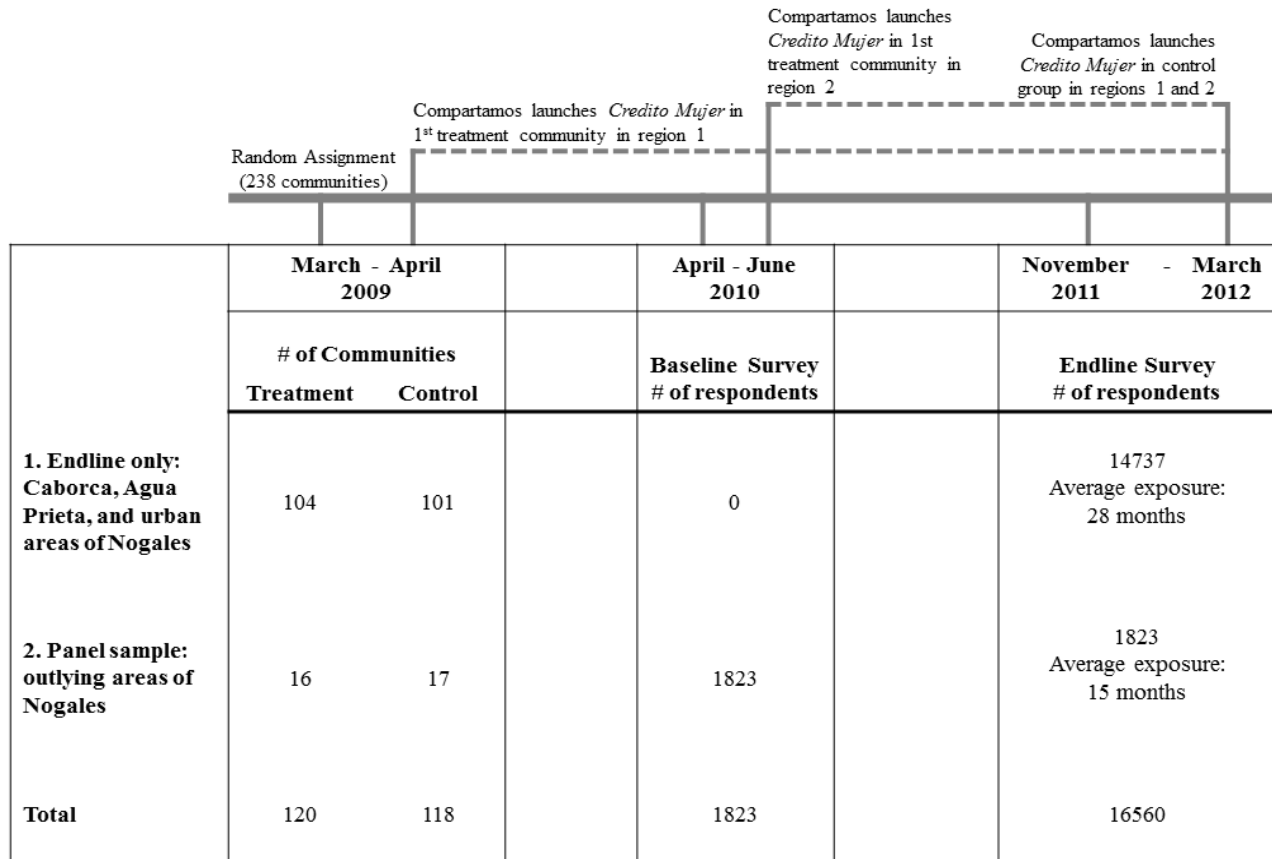 Compartamos launches
Credito Mujer in 1st
treatment community in
region 2
Compartamos launches
Credito Mujer in control
group in regions 1 and 2
Compartamos launches Credito Mujer in
1st treatment community in region 1
Random Assignment
(238 communities)
March - April
2009
April - June
2010
November - March
2011 2012
# of Communities
Treatment Control
Baseline Survey
# of respondents
Endline Survey
# of respondents
1. Endline only:
Caborca, Agua
Prieta, and urban
areas of Nogales
104 101
0
14737
Average exposure:
28 months
2. Panel sample:
outlying areas of
Nogales
16 17
1823
1823
Average exposure:
15 months
Total 120 118 1823 16560